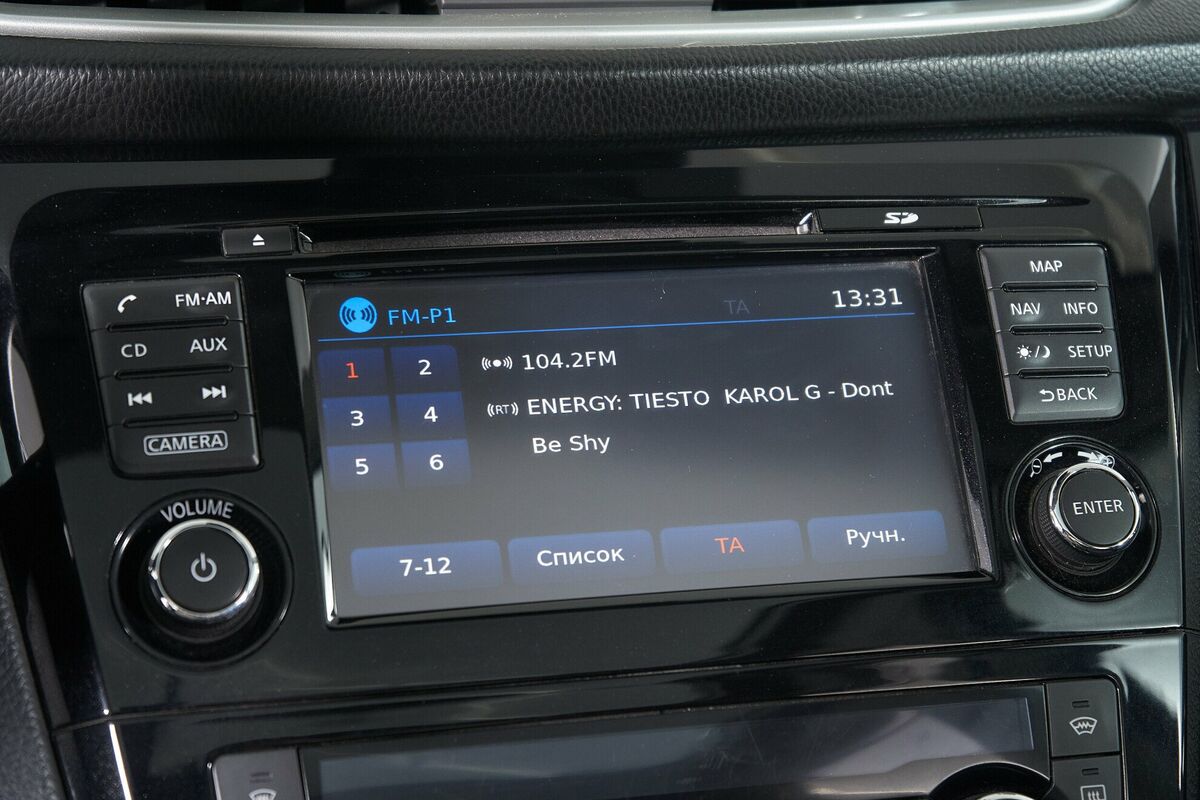 SD
FM·AM
CD AUX
CAMERA
VOLUME
FM-P1 TA 13:31
1 2
3 4
5 6
104.2FM
RT ENERGY: TIESTO KAROL G - Dont
Be Shy
7-12 Список TA Ручн.
MAP
NAV INFO
SETUP
BACK
ENTER